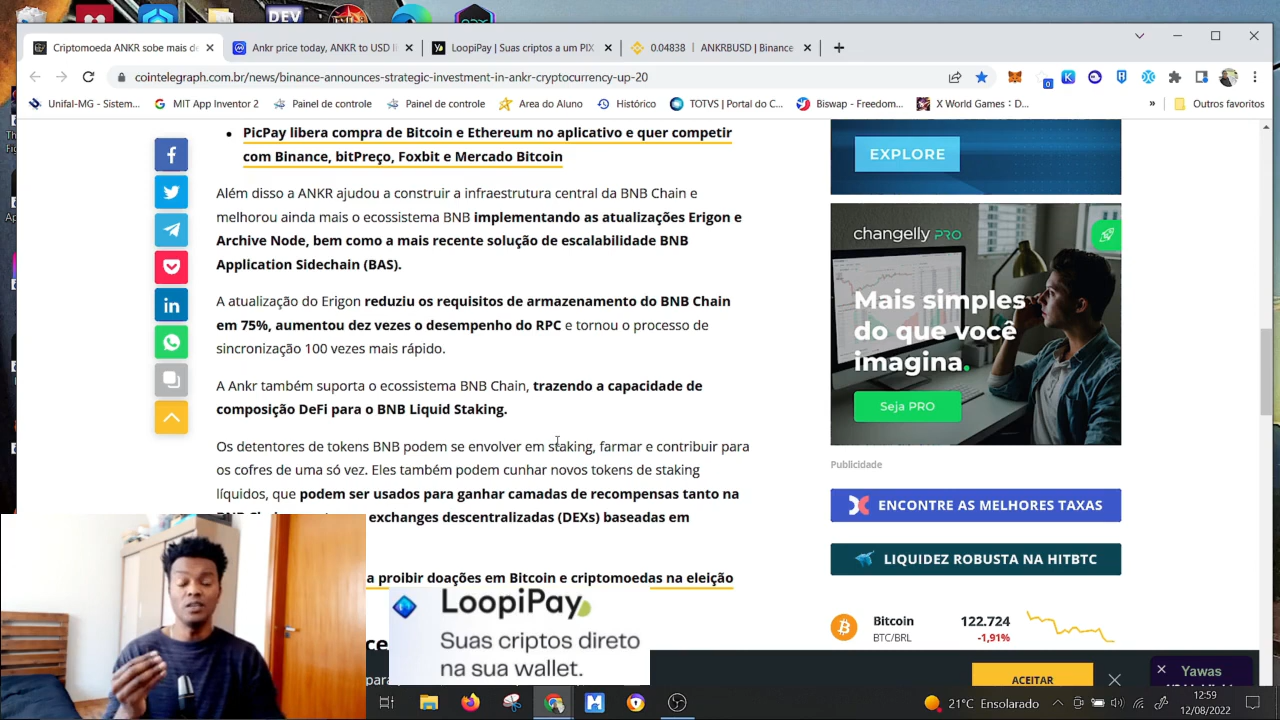 DEV
Criptomoeda ANKR sobe mais de
Ankr price today, ANKR to USD l
LoopiPay | Suas criptos a um PIX
0.04838 | ANKRBUSD | Binance
cointelegraph.com.br/news/binance-announces-strategic-investment-in-ankr-cryptocurrency-up-20
0
Unifal-MG - Sistem...
MIT App Inventor 2
Painel de controle
Painel de controle
Area do Aluno
Histórico
TOTVS | Portal do C...
Biswap - Freedom...
X World Games : D...
»
Outros favoritos
PicPay libera compra de Bitcoin e Ethereum no aplicativo e quer competir
com Binance, bitPreço, Foxbit e Mercado Bitcoin
Além disso a ANKR ajudou a construir a infraestrutura central da BNB Chain e
melhorou ainda mais o ecossistema BNB implementando as atualizações Erigon e
Archive Node, bem como a mais recente solução de escalabilidade BNB
Application Sidechain (BAS).
A atualização do Erigon reduziu os requisitos de armazenamento do BNB Chain
em 75%, aumentou dez vezes o desempenho do RPC e tornou o processo de
sincronização 100 vezes mais rápido.
A Ankr também suporta o ecossistema BNB Chain, trazendo a capacidade de
composição DeFi para o BNB Liquid Staking.
Os detentores de tokens BNB podem se envolver em staking, farmar e contribuir para
os cofres de uma só vez. Eles também podem cunhar novos tokens de staking
líquidos, que podem ser usados para ganhar camadas de recompensas tanto na
exchanges descentralizadas (DEXs) baseadas em
a proibir doações em Bitcoin e criptomoedas na eleição
EXPLORE
changelly PRO
Mais simples
do que você
imagina.
Seja PRO
Publicidade
ENCONTRE AS MELHORES TAXAS
LIQUIDEZ ROBUSTA NA HITBTC
Bitcoin
122.724
BTC/BRL
-1,91%
LoopiPay
Suas criptos direto
na sua wallet.
ACEITAR
Yawas
21°C Ensolarado
12:59
12/08/2022